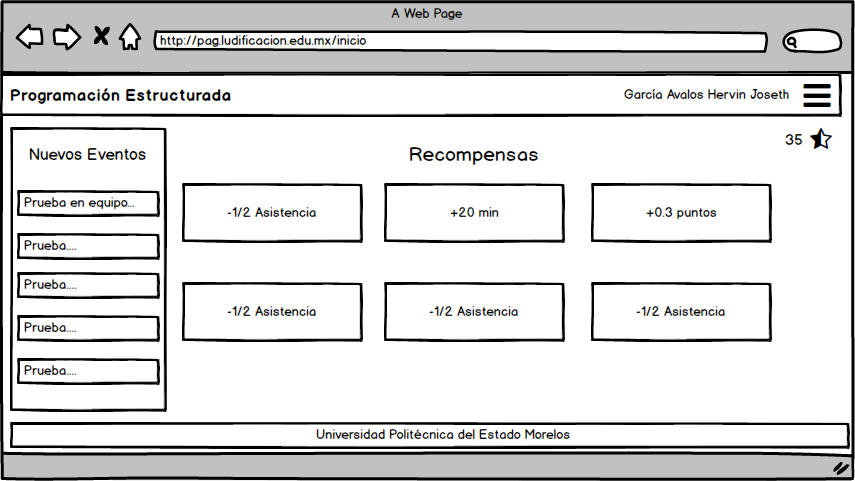 A Web Page
http://pag.ludificacion.edu.mx/inicio
Programación Estructurada
García Avalos Hervin Joseth
35
Nuevos Eventos
Prueba en equipo...
Prueba....
Prueba....
Prueba....
Prueba....
Recompensas
-1/2 Asistencia
+20 min
+0.3 puntos
-1/2 Asistencia
-1/2 Asistencia
-1/2 Asistencia
Universidad Politécnica del Estado Morelos